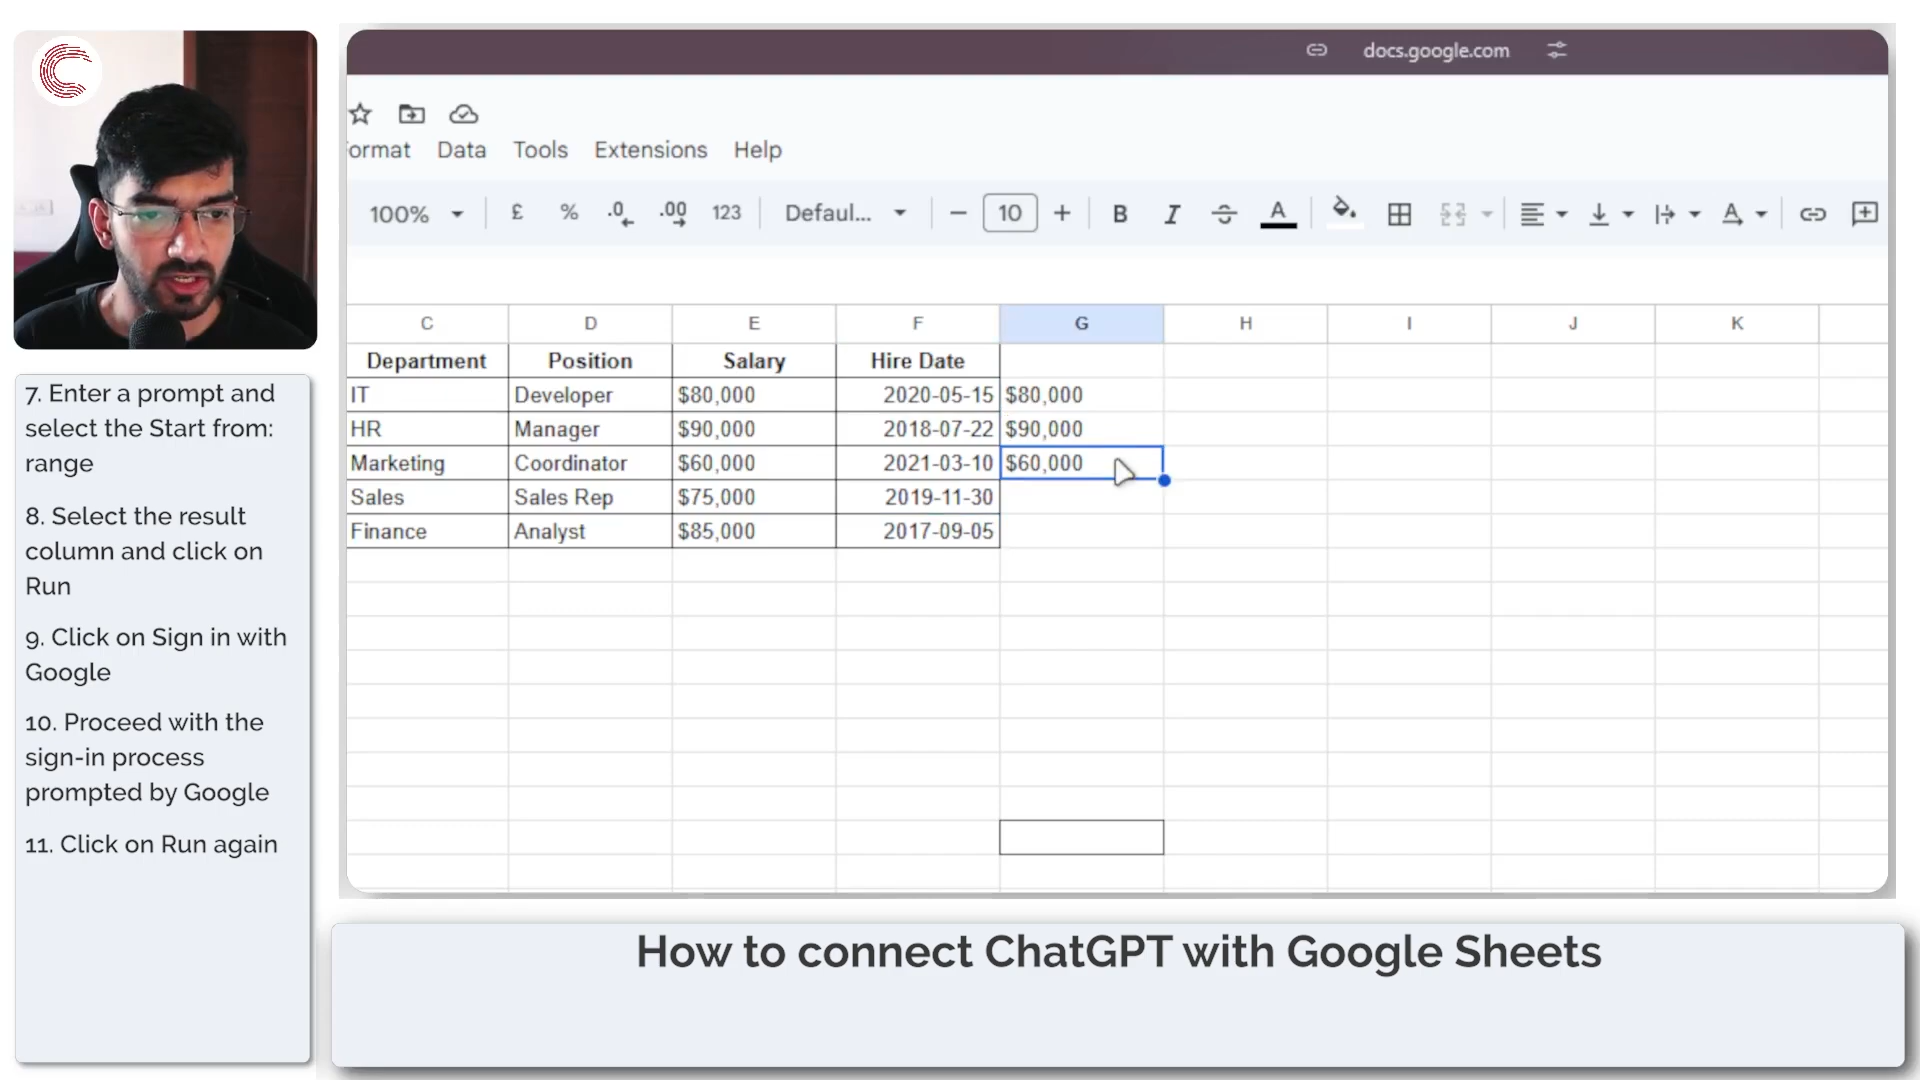 docs.google.com
ormat Data Tools Extensions Help
100% £ % .0 .00 123 Defaul... − 10 + B I S A A
C D E F G H I J K
Department Position Salary Hire Date
IT Developer $80,000 2020-05-15 $80,000
HR Manager $90,000 2018-07-22 $90,000
Marketing Coordinator $60,000 2021-03-10 $60,000
Sales Sales Rep $75,000 2019-11-30
Finance Analyst $85,000 2017-09-05
7. Enter a prompt and
select the Start from:
range
8. Select the result
column and click on
Run
9. Click on Sign in with
Google
10. Proceed with the
sign-in process
prompted by Google
11. Click on Run again
How to connect ChatGPT with Google Sheets